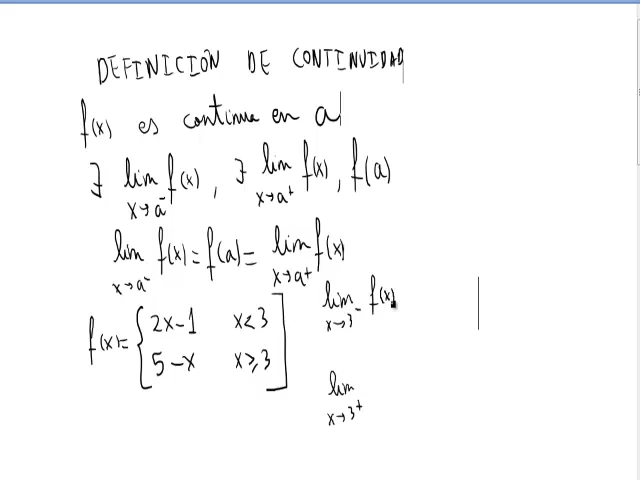 DEFINICION DE CONTINUIDAD
f(x) es continua en a
∃ lim x→a⁻ f(x), ∃ lim x→a⁺ f(x), f(a)
lim x→a⁻ f(x) = f(a) = lim x→a⁺ f(x)
f(x) = { 2x-1 x<3
5-x x⩾3 ]
lim x→3⁻ f(x)
lim x→3⁺